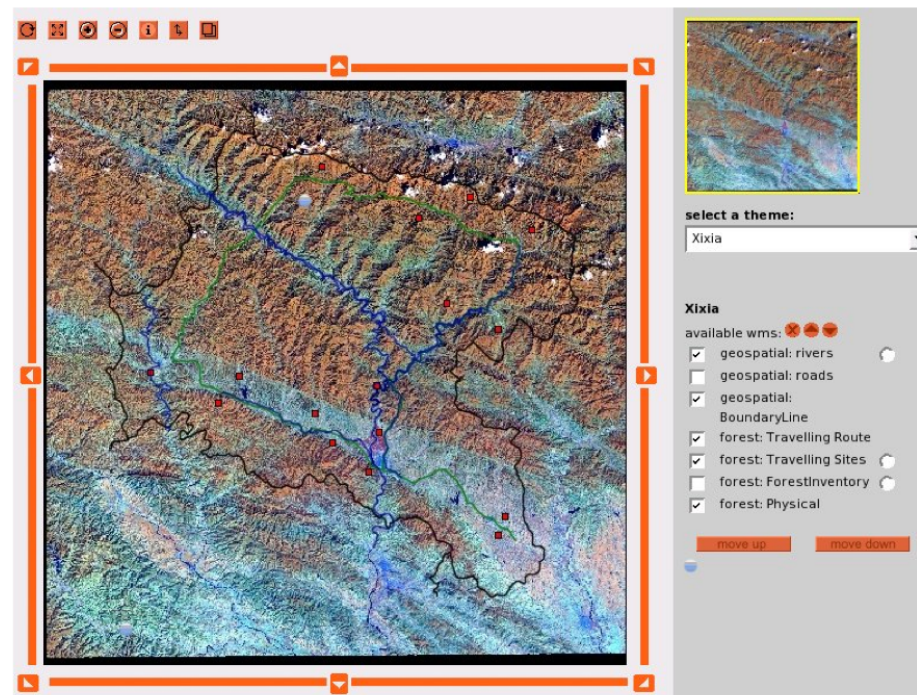 select a theme:
Xixia
Xixia
available wms:
geospatial: rivers
geospatial: roads
geospatial:
BoundaryLine
forest: Travelling Route
forest: Travelling Sites
forest: ForestInventory
forest: Physical
move up move down